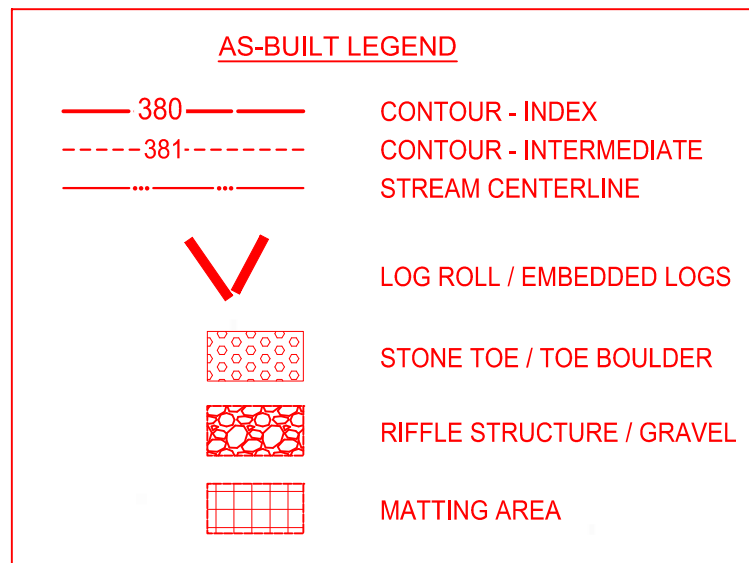 AS-BUILT LEGEND
380 CONTOUR - INDEX
381 CONTOUR - INTERMEDIATE
STREAM CENTERLINE
LOG ROLL / EMBEDDED LOGS
STONE TOE / TOE BOULDER
RIFFLE STRUCTURE / GRAVEL
MATTING AREA